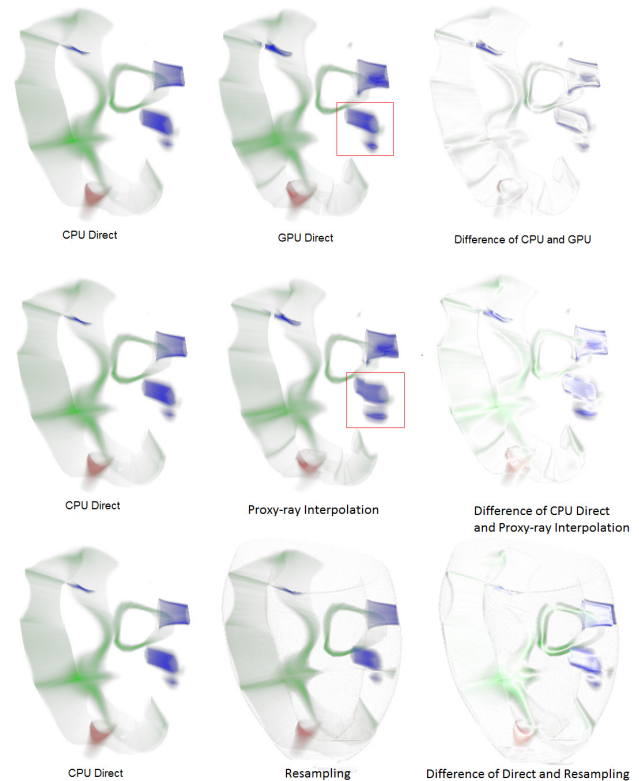 CPU Direct
GPU Direct
Difference of CPU and GPU
CPU Direct
Proxy-ray Interpolation
Difference of CPU Direct
and Proxy-ray Interpolation
CPU Direct
Resampling
Difference of Direct and Resampling